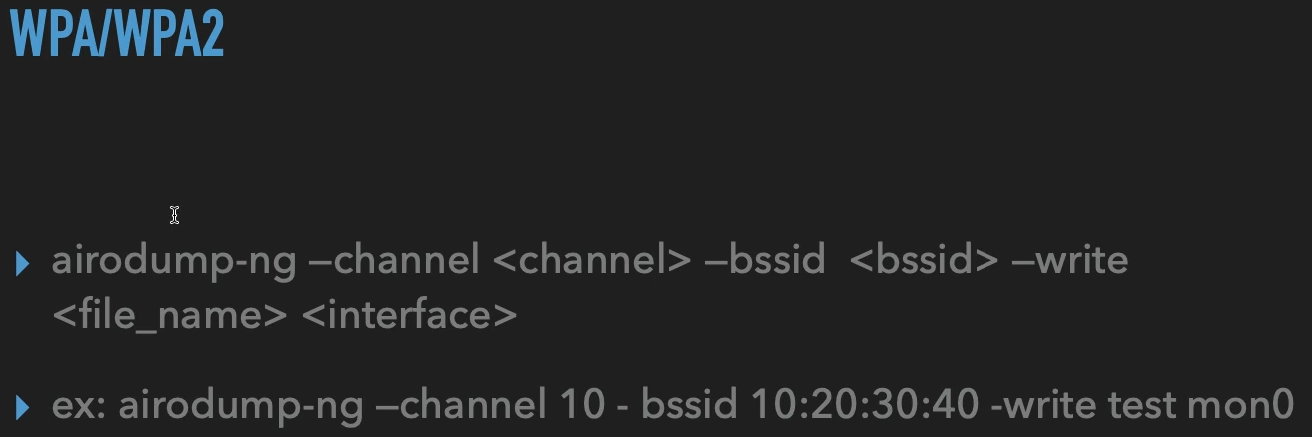 WPA/WPA2
airodump-ng —channel <channel> —bssid <bssid> —write
<file_name> <interface>
ex: airodump-ng —channel 10 - bssid 10:20:30:40 -write test mon0